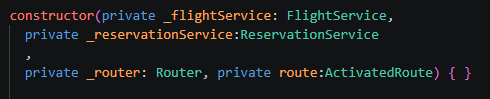 constructor(private _flightService: FlightService,
private _reservationService:ReservationService
,
private _router: Router, private route:ActivatedRoute) { }